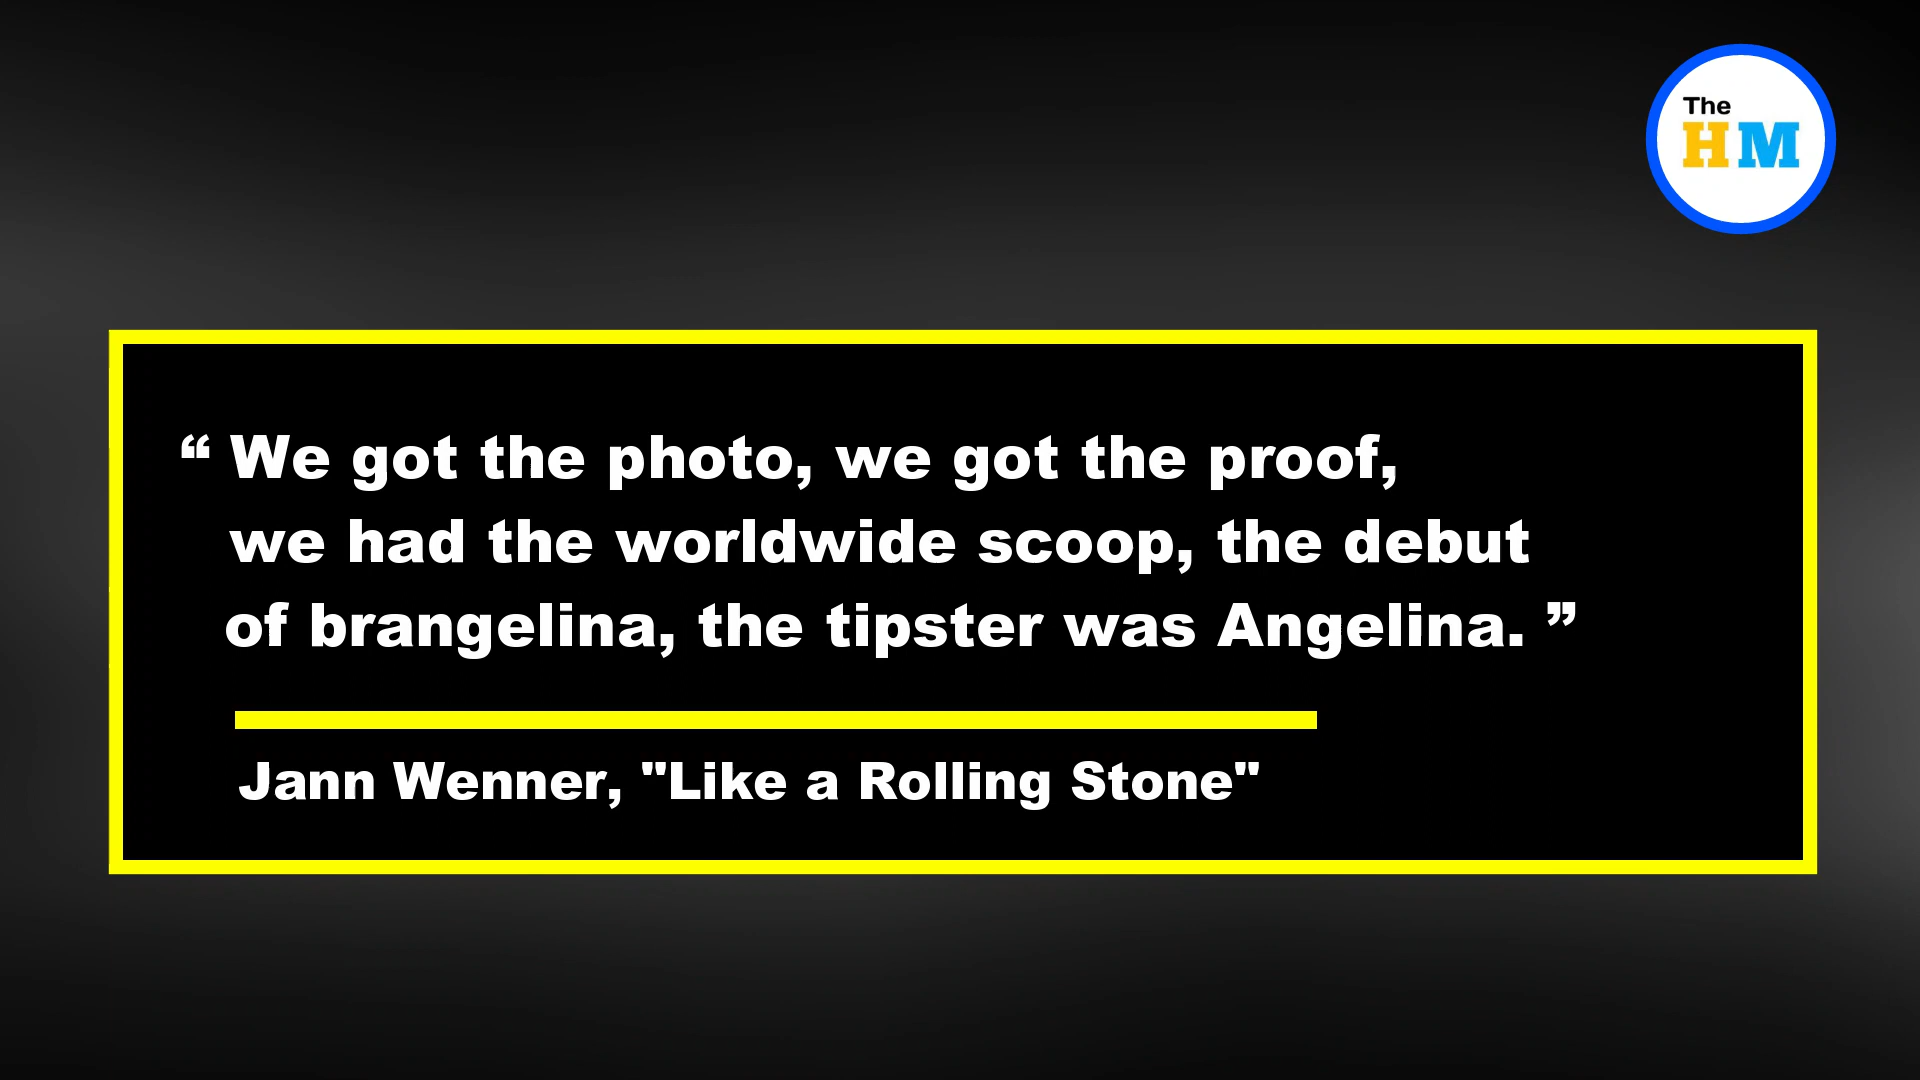 The
HM
“ We got the photo, we got the proof,
we had the worldwide scoop, the debut
of brangelina, the tipster was Angelina. ”
Jann Wenner, "Like a Rolling Stone"